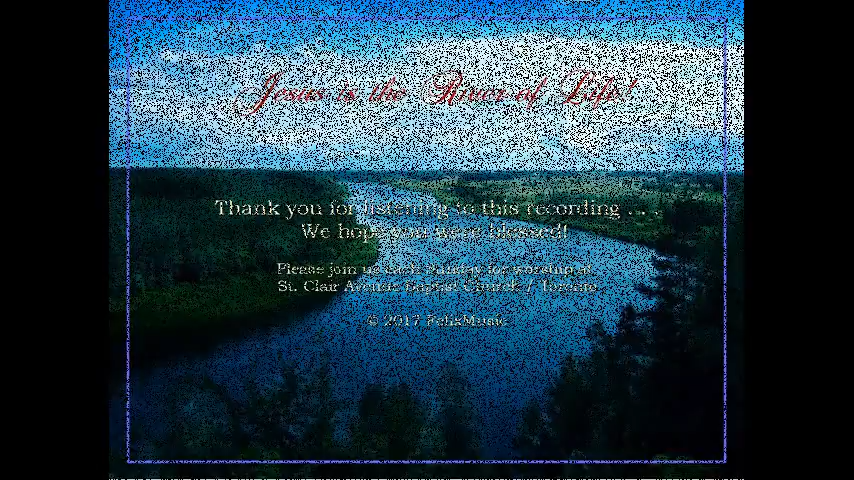 Jesus is the River of Life!
Thank you for listening to this recording ... .
We hope you were blessed!
Please join us each Sunday for worship at
St. Clair Avenue Baptist Church / Toronto
© 2017 FelixMusic